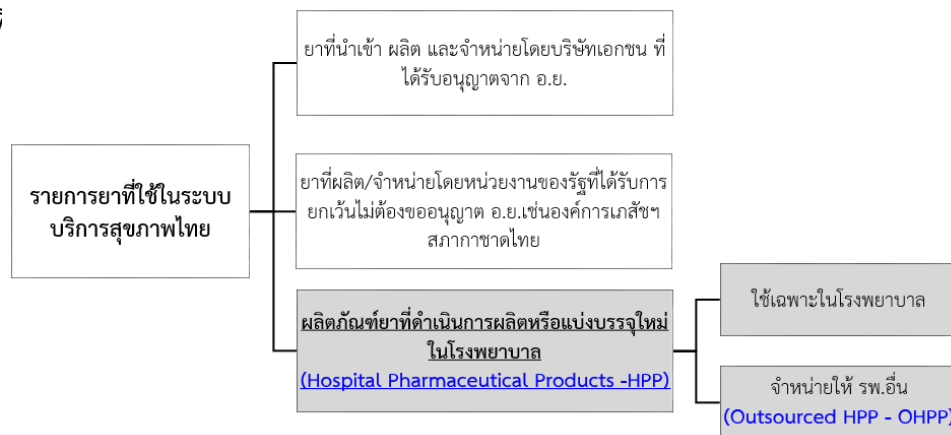 ยาที่นำเข้า ผลิต และจำหน่ายโดยบริษัทเอกชน ที่
ได้รับอนุญาตจาก อ.ย.
รายการยาที่ใช้ในระบบ
บริการสุขภาพไทย
ยาที่ผลิต/จำหน่ายโดยหน่วยงานของรัฐที่ได้รับการ
ยกเว้นไม่ต้องขออนุญาต อ.ย.เช่นองค์การเภสัชฯ
สภากาชาดไทย
ผลิตภัณฑ์ยาที่ดำเนินการผลิตหรือแบ่งบรรจุใหม่
ในโรงพยาบาล
(Hospital Pharmaceutical Products -HPP)
ใช้เฉพาะในโรงพยาบาล
จำหน่ายให้ รพ.อื่น
(Outsourced HPP - OHPP)